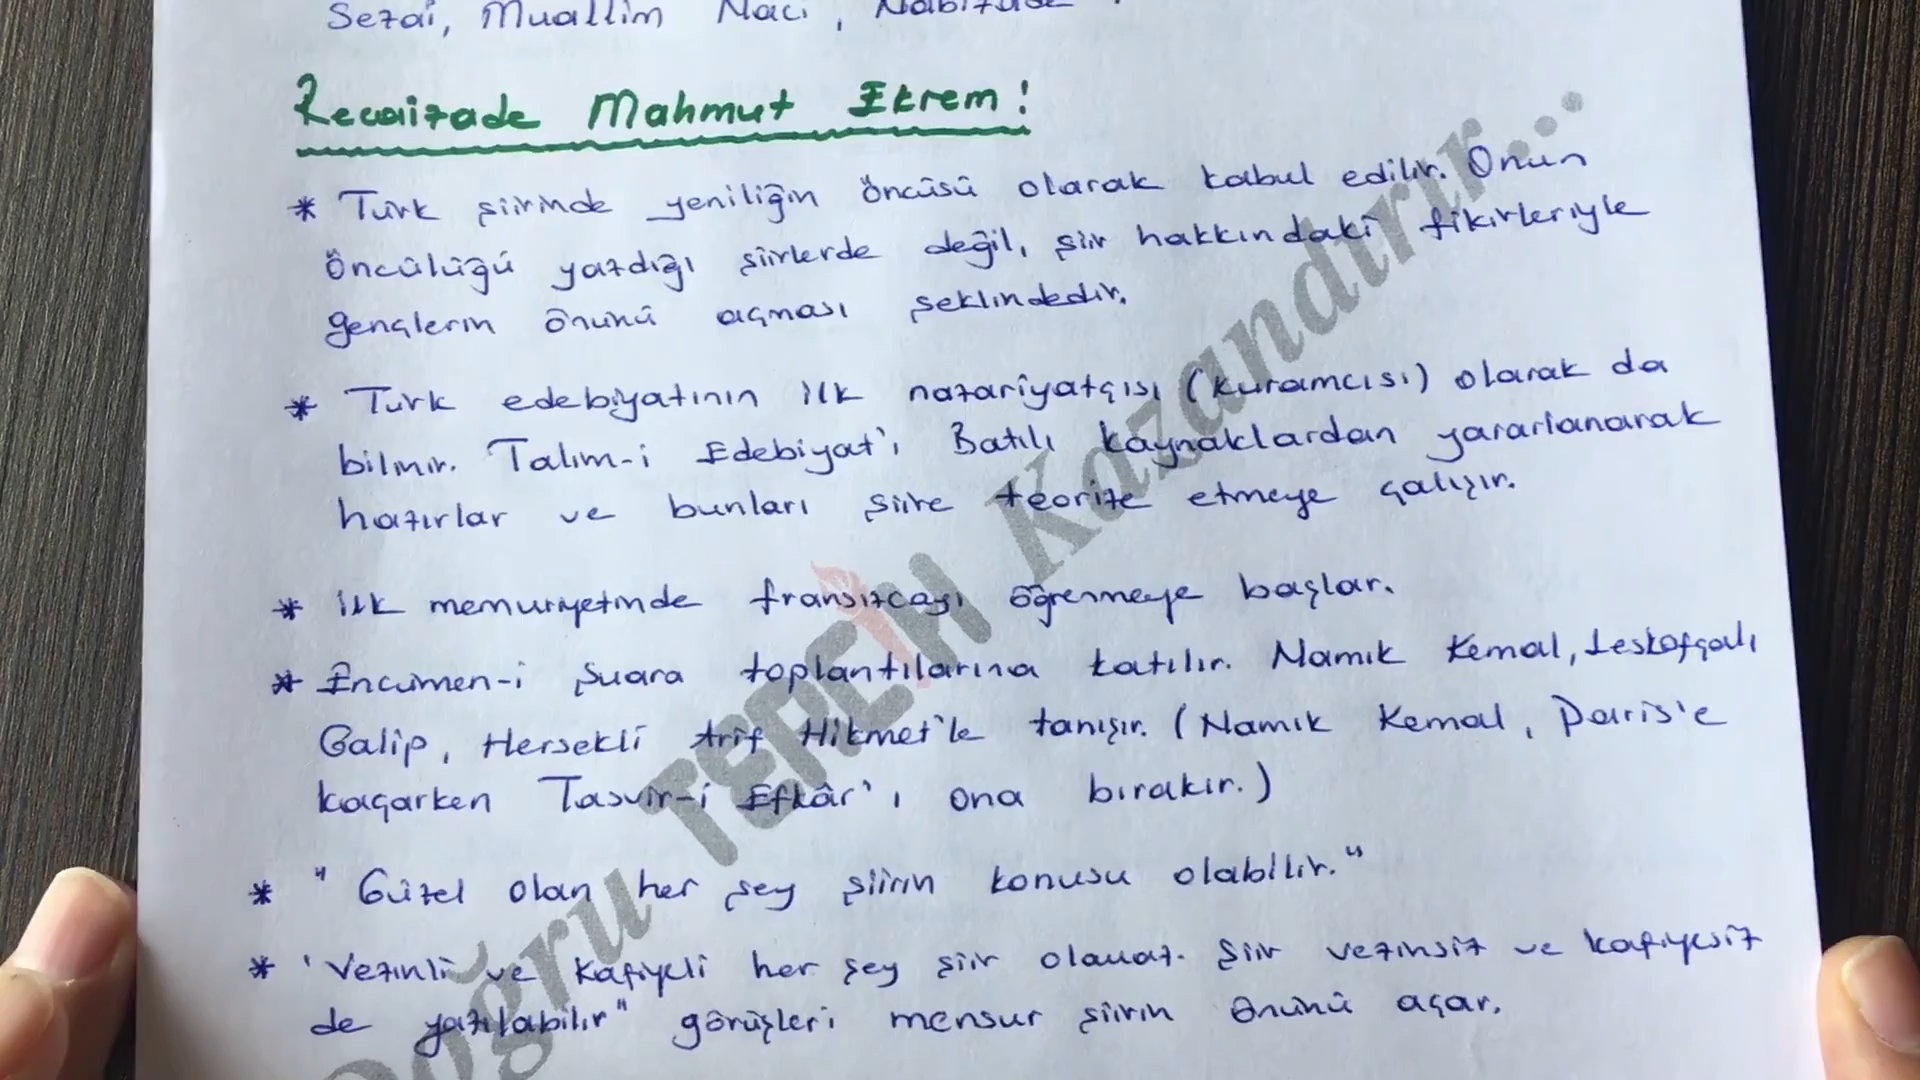 Sezai, Muallim Naci, Nabizade
Recaizade Mahmut Ekrem!
* Türk şiirinde yeniliğin öncüsü olarak kabul edilir. Onun
öncülüğü yazdığı şiirlerde değil, şiir hakkındaki fikirleriyle
gençlerin önünü açması şeklindedir.
* Türk edebiyatının ilk nazariyatçısı (kuramcısı) olarak da
bilinir. Talim-i Edebiyat'ı Batılı kaynaklardan yararlanarak
hazırlar ve bunları şiire teorize etmeye çalışır.
* İlk memuriyetinde fransızcayı öğrenmeye başlar.
* Encümen-i Şuara toplantılarına katılır. Namık Kemal, Leskofçalı
Galip, Hersekli Arif Hikmet'le tanışır. (Namık Kemal, Paris'e
kaçarken Tasvir-i Efkâr'ı ona bırakır.)
* "Güzel olan her şey şiirin konusu olabilir."
* 'Vezinli ve kafiyeli her şey şiir olamaz. Şiir vezinsiz ve kafiyesiz
de yazılabilir" görüşleri mensur şiirin önünü açar.
Doğru TERCİH Kazandırır...